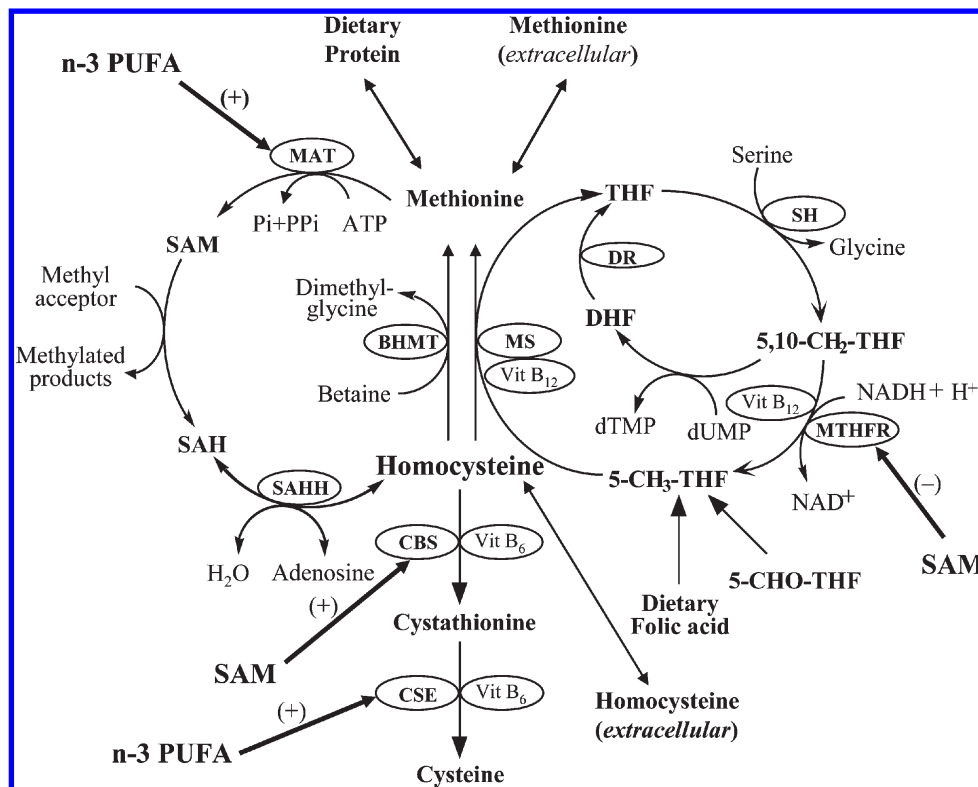 Dietary
Protein
Methionine
(extracellular)
n-3 PUFA
(+)
MAT
Pi+PPi
ATP
Methionine
THF
Serine
SH
Glycine
SAM
DR
Methyl
acceptor
Dimethyl-
glycine
DHF
BHMT
MS
5,10-CH₂-THF
Methylated
products
Vit B₁₂
Betaine
Vit B₁₂
NADH+ H⁺
dTMP
dUMP
MTHFR
SAH
Homocysteine
5-CH₃-THF
(–)
SAHH
NAD⁺
CBS
Vit B₆
H₂O
Adenosine
5-CHO-THF
SAM
(+)
Dietary
Folic acid
Cystathionine
SAM
CSE
Vit B₆
(+)
Homocysteine
(extracellular)
n-3 PUFA
Cysteine